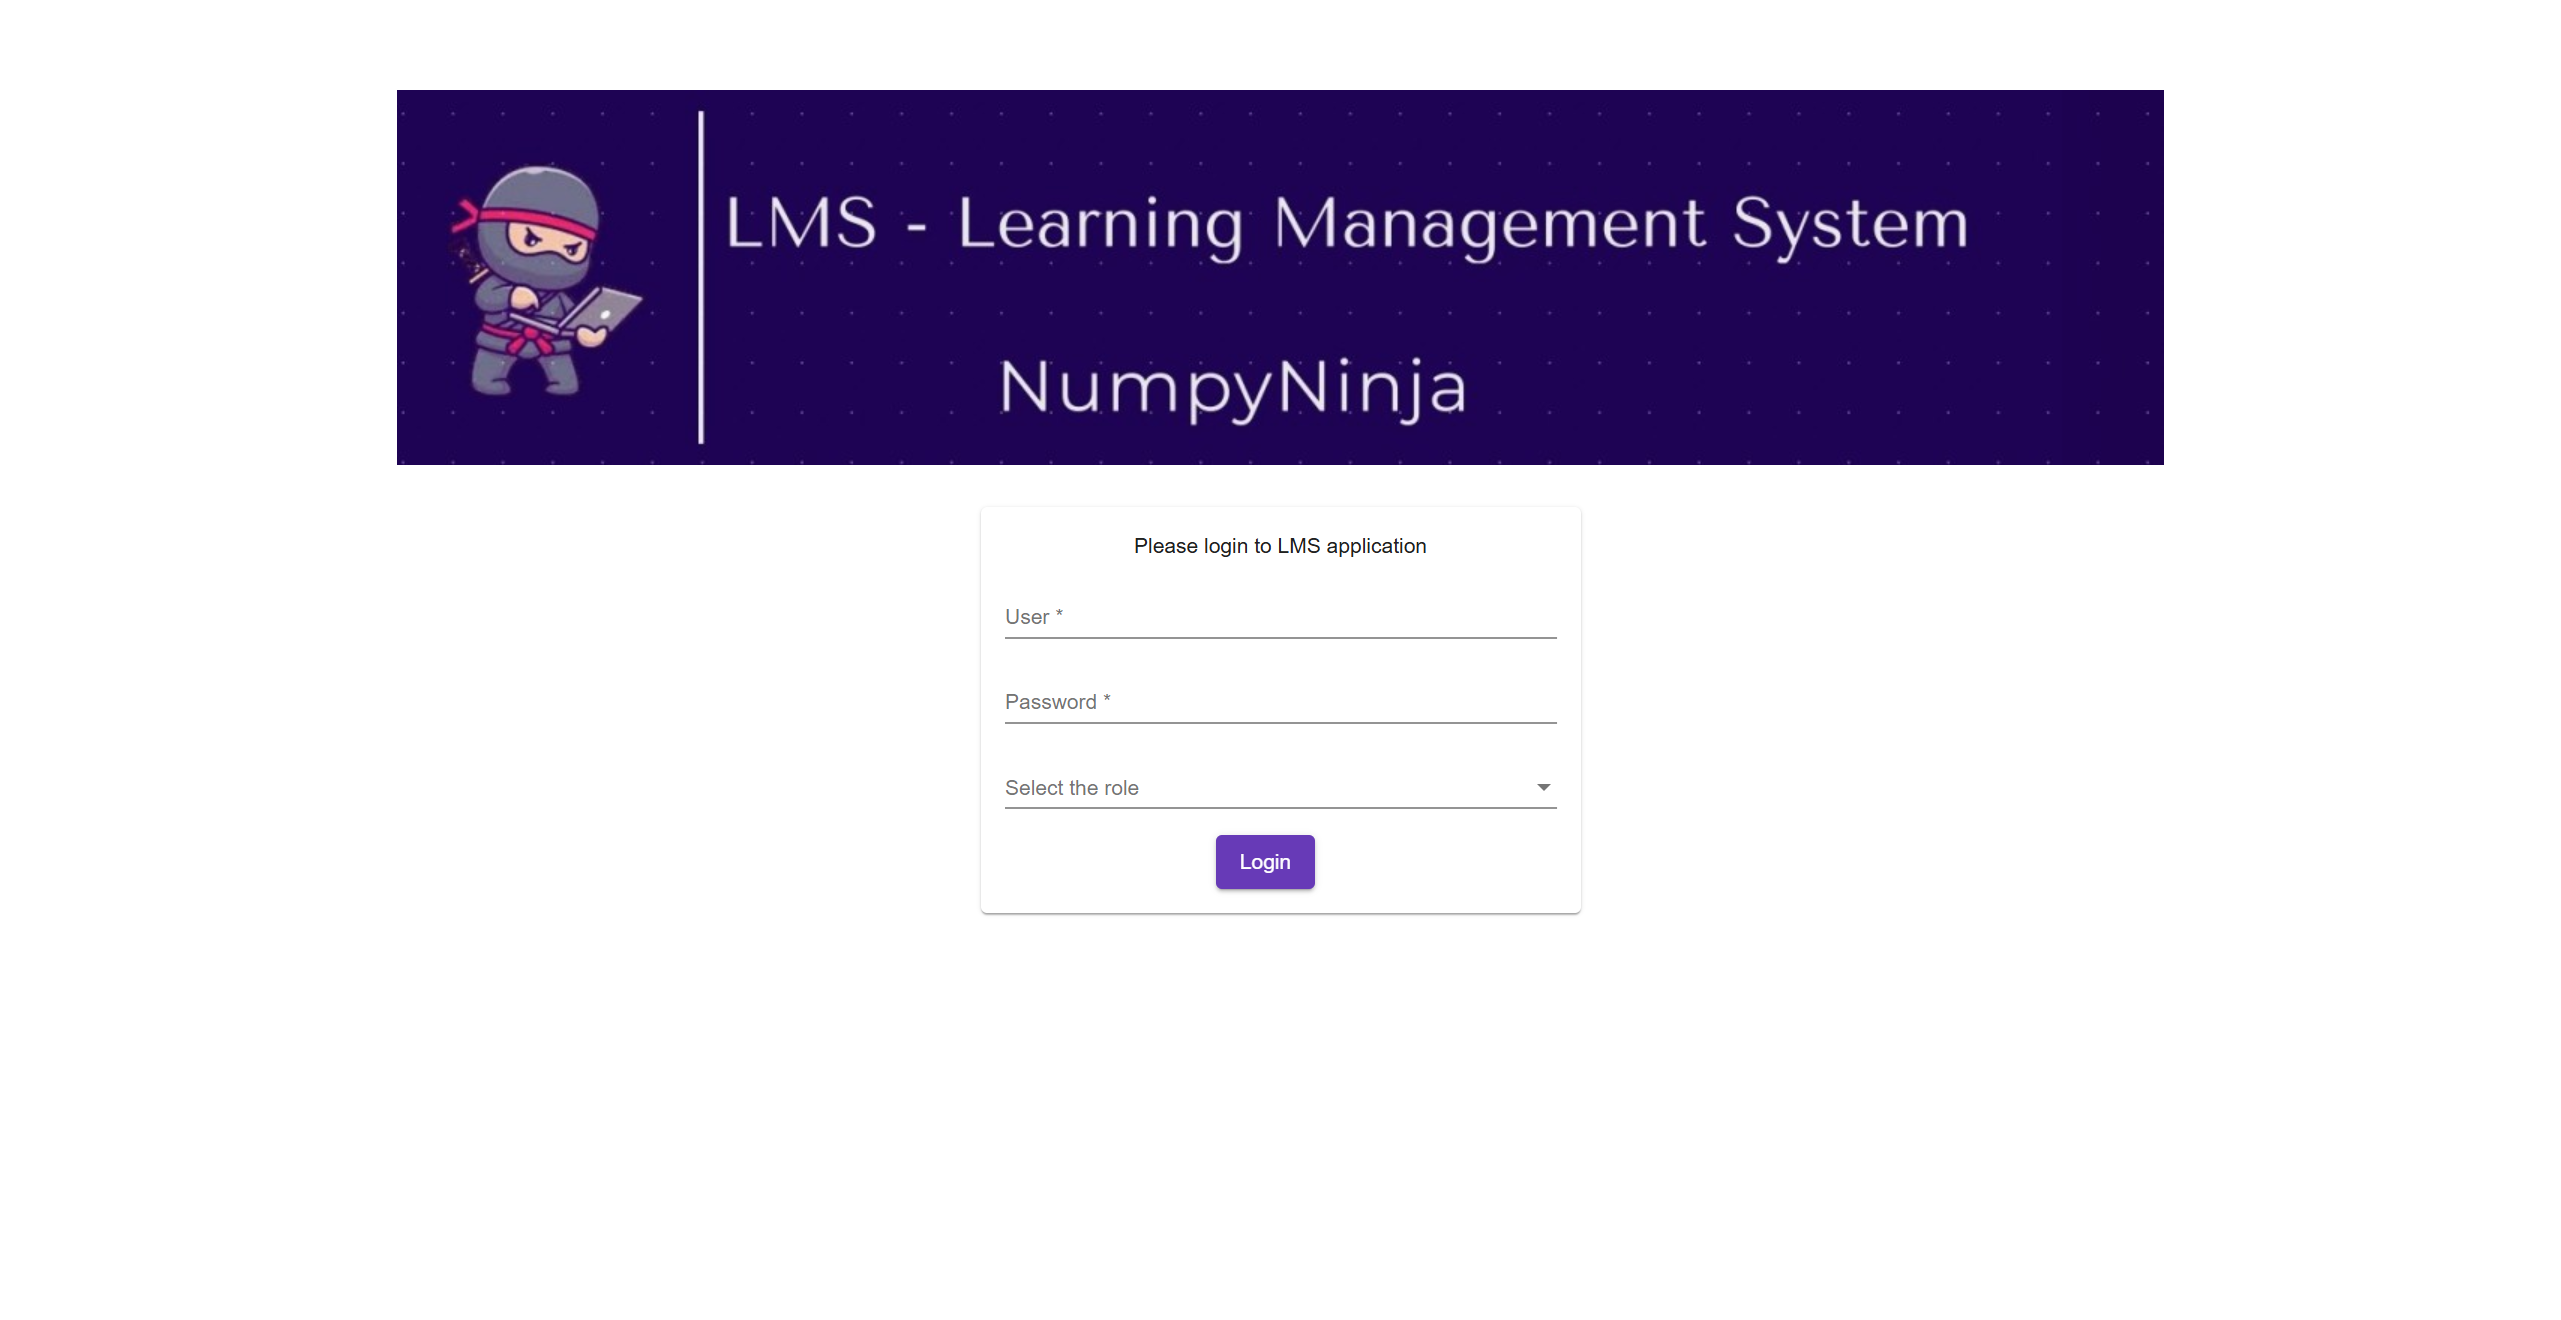 LMS - Learning Management System
NumpyNinja
Please login to LMS application
User *
Password *
Select the role
Login